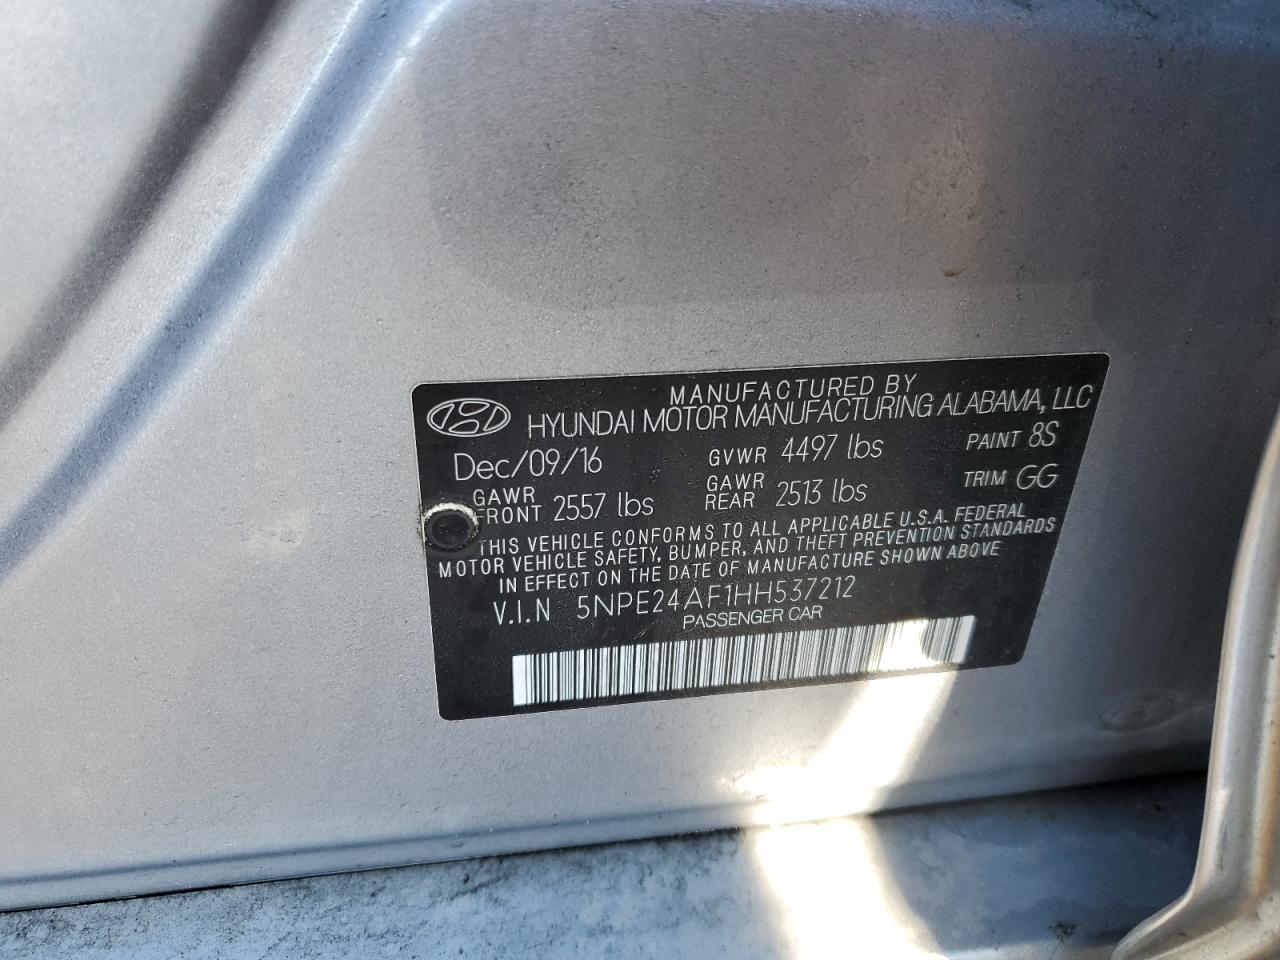 MANUFACTURED BY
HYUNDAI MOTOR MANUFACTURING ALABAMA, LLC
Dec/09/16 GVWR 4497 lbs PAINT 8S
GAWR FRONT 2557 lbs GAWR REAR 2513 lbs TRIM GG
THIS VEHICLE CONFORMS TO ALL APPLICABLE U.S.A. FEDERAL
MOTOR VEHICLE SAFETY, BUMPER, AND THEFT PREVENTION STANDARDS
IN EFFECT ON THE DATE OF MANUFACTURE SHOWN ABOVE
V.I.N 5NPE24AF1HH537212
PASSENGER CAR